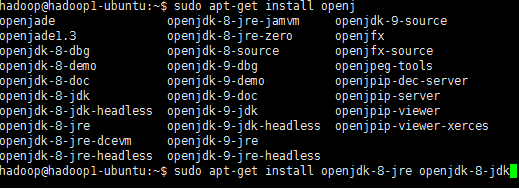 hadoop@hadoop1-ubuntu:~$ sudo apt-get install openj
openjade openjdk-8-jre-jamvm openjdk-9-source
openjade1.3 openjdk-8-jre-zero openjfx
openjdk-8-dbg openjdk-8-source openjfx-source
openjdk-8-demo openjdk-9-dbg openjpeg-tools
openjdk-8-doc openjdk-9-demo openjpip-dec-server
openjdk-8-jdk openjdk-9-doc openjpip-server
openjdk-8-jdk-headless openjdk-9-jdk openjpip-viewer
openjdk-8-jre openjdk-9-jdk-headless openjpip-viewer-xerces
openjdk-8-jre-dcevm openjdk-9-jre
openjdk-8-jre-headless openjdk-9-jre-headless
hadoop@hadoop1-ubuntu:~$ sudo apt-get install openjdk-8-jre openjdk-8-jdk